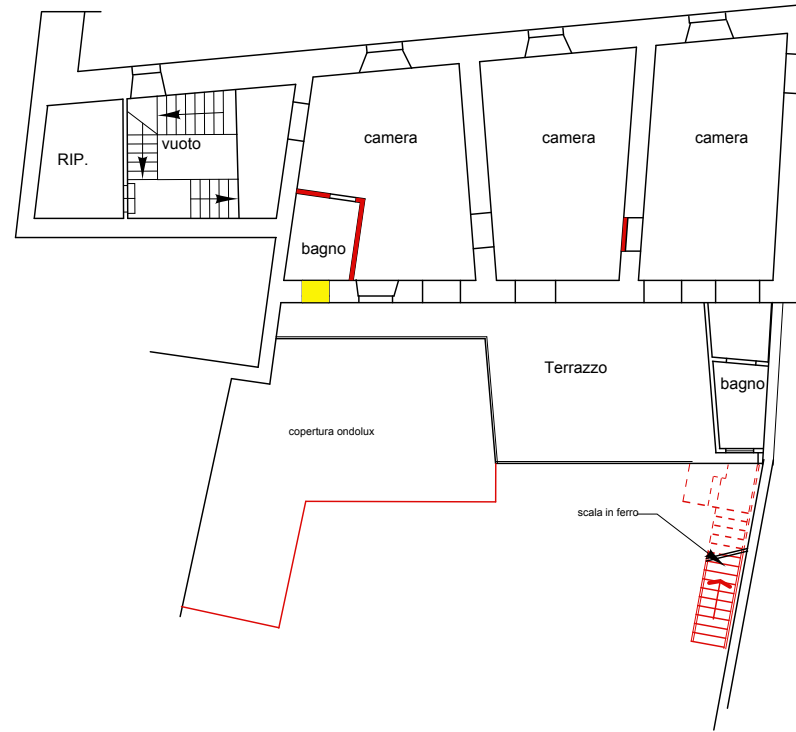 camera
camera
camera
vuoto
RIP.
bagno
Terrazzo
bagno
copertura ondolux
scala in ferro